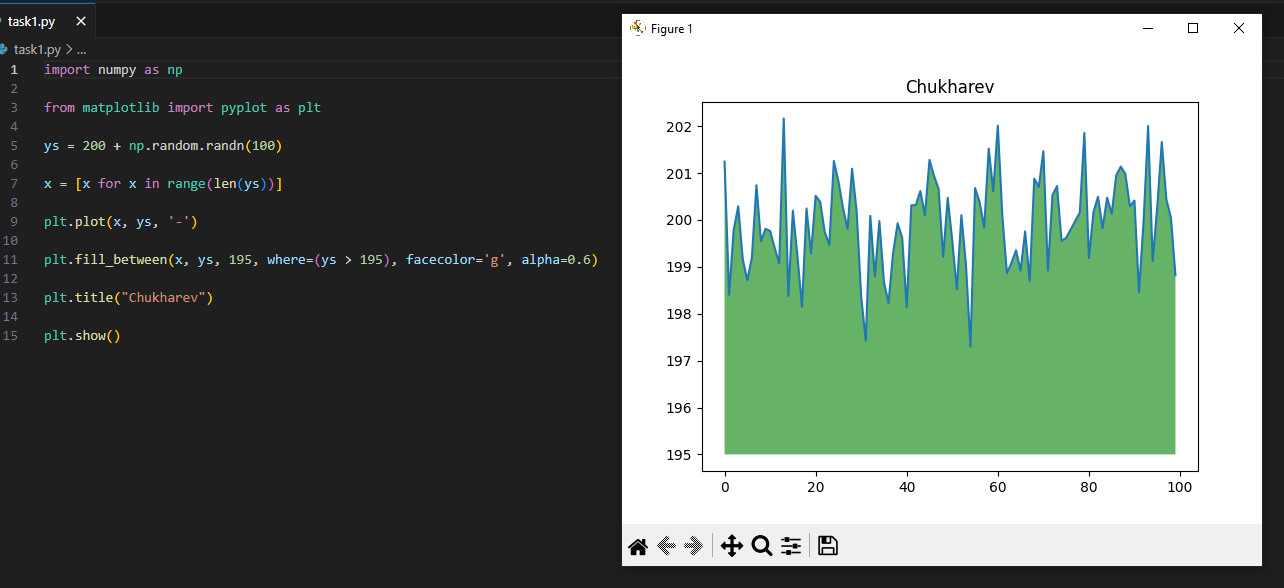 task1.py
task1.py > ...
1 import numpy as np
2
3 from matplotlib import pyplot as plt
4
5 ys = 200 + np.random.randn(100)
6
7 x = [x for x in range(len(ys))]
8
9 plt.plot(x, ys, '-')
10
11 plt.fill_between(x, ys, 195, where=(ys > 195), facecolor='g', alpha=0.6)
12
13 plt.title("Chukharev")
14
15 plt.show()
Figure 1
Chukharev
202
201
200
199
198
197
196
195
0 20 40 60 80 100